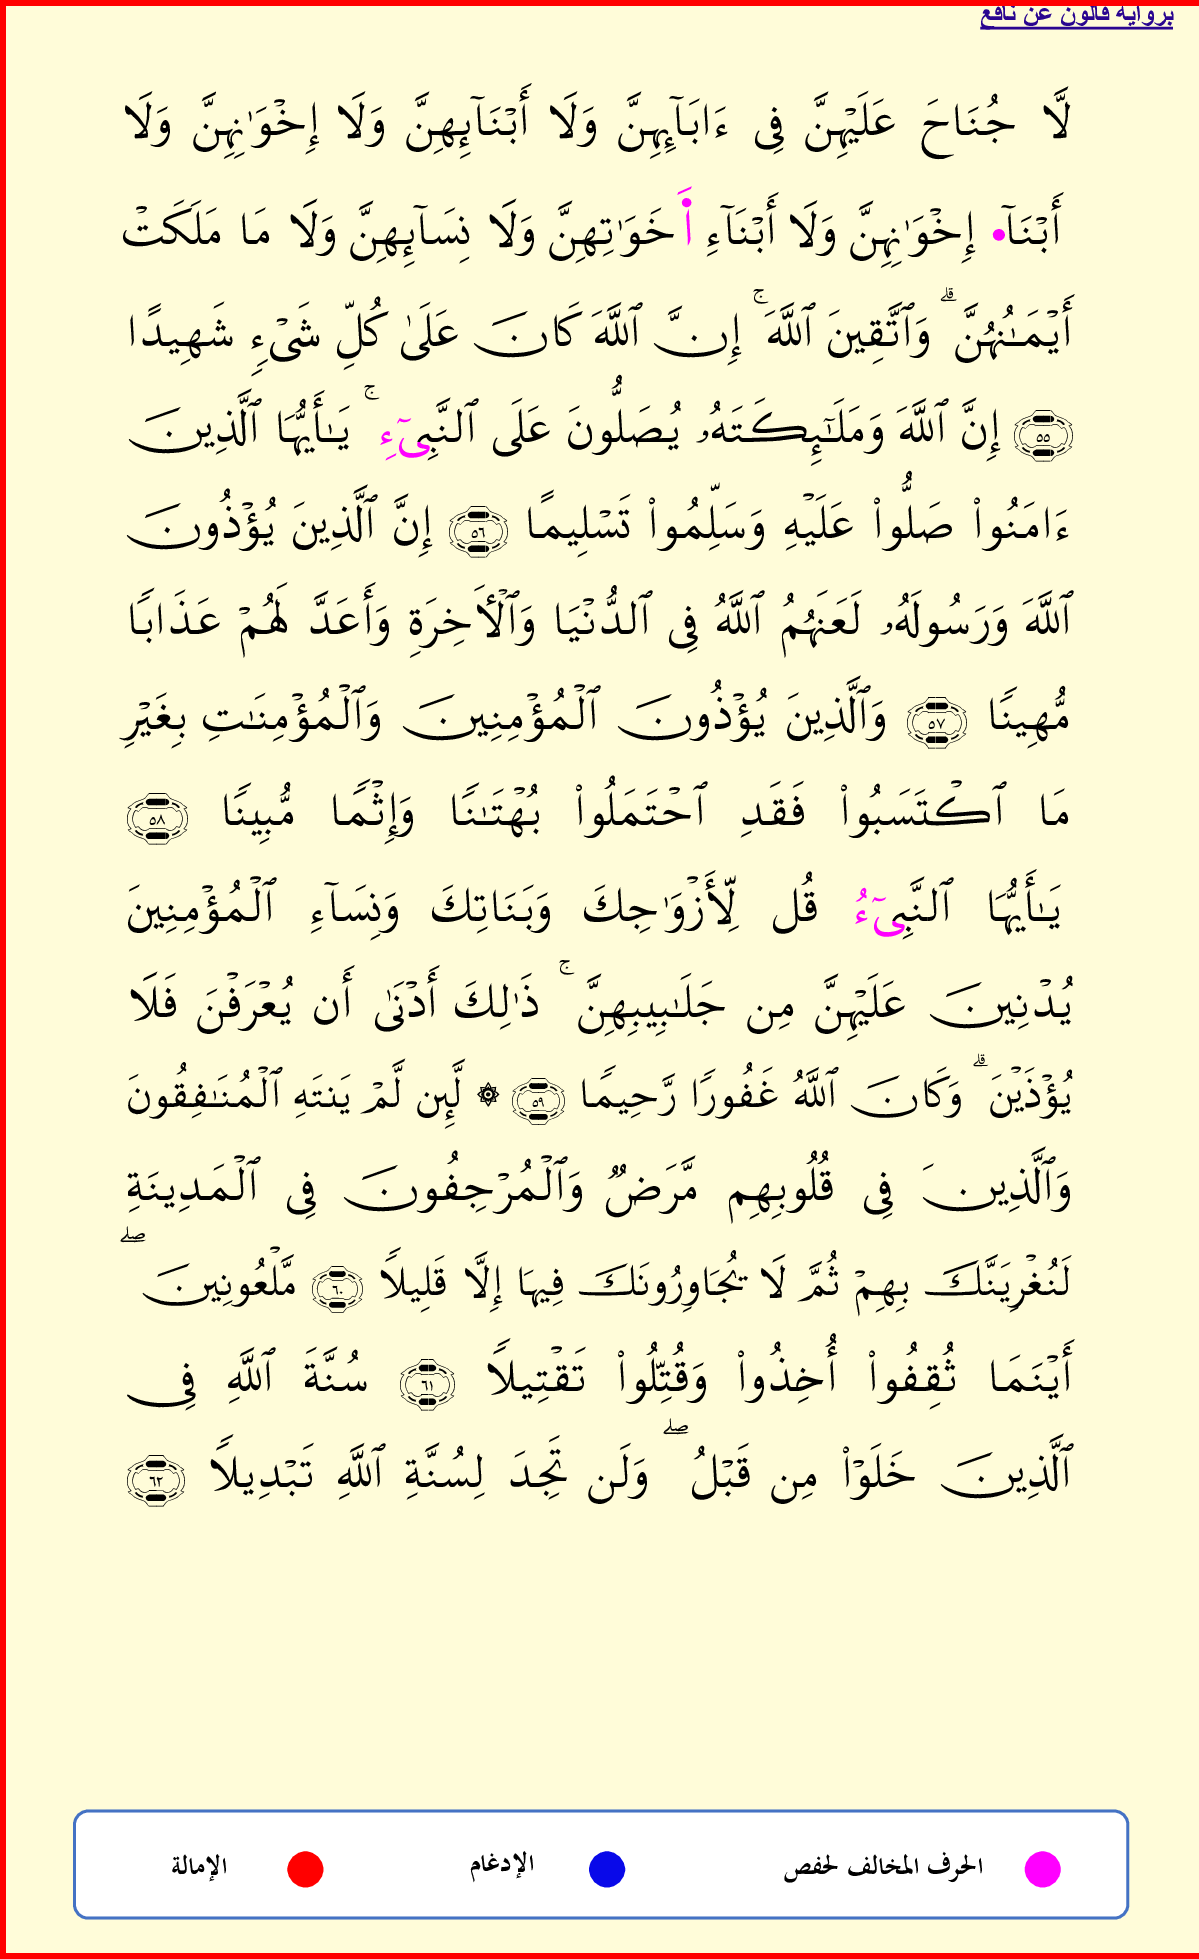 برواية قالون عن نافع
لَّا جُنَاحَ عَلَيْهِنَّ فِى ءَابَآئِهِنَّ وَلَا أَبْنَآئِهِنَّ وَلَا إِخْوَٰنِهِنَّ وَلَا
أَبْنَآ• إِخْوَٰنِهِنَّ وَلَا أَبْنَآءِ أَخَوَٰتِهِنَّ وَلَا نِسَآئِهِنَّ وَلَا مَا مَلَكَتْ
أَيْمَـٰنُهُنَّ ۗ وَٱتَّقِينَ ٱللَّهَ ۚ إِنَّ ٱللَّهَ كَانَ عَلَىٰ كُلِّ شَىْءٍ شَهِيدًا
٥٥ إِنَّ ٱللَّهَ وَمَلَـٰٓئِكَتَهُۥ يُصَلُّونَ عَلَى ٱلنَّبِىٓءِ ۚ يَـٰأَيُّهَا ٱلَّذِينَ
ءَامَنُوا۟ صَلُّوا۟ عَلَيْهِ وَسَلِّمُوا۟ تَسْلِيمًا ٥٦ إِنَّ ٱلَّذِينَ يُؤْذُونَ
ٱللَّهَ وَرَسُولَهُۥ لَعَنَهُمُ ٱللَّهُ فِى ٱلدُّنْيَا وَٱلْأَخِرَةِ وَأَعَدَّ لَهُمْ عَذَابًا
مُّهِينًا ٥٧ وَٱلَّذِينَ يُؤْذُونَ ٱلْمُؤْمِنِينَ وَٱلْمُؤْمِنَـٰتِ بِغَيْرِ
مَا ٱكْتَسَبُوا۟ فَقَدِ ٱحْتَمَلُوا۟ بُهْتَـٰنًا وَإِثْمًا مُّبِينًا ٥٨
يَـٰأَيُّهَا ٱلنَّبِىٓءُ قُل لِّأَزْوَٰجِكَ وَبَنَاتِكَ وَنِسَآءِ ٱلْمُؤْمِنِينَ
يُدْنِينَ عَلَيْهِنَّ مِن جَلَـٰبِيبِهِنَّ ۚ ذَٰلِكَ أَدْنَىٰ أَن يُعْرَفْنَ فَلَا
يُؤْذَيْنَ ۗ وَكَانَ ٱللَّهُ غَفُورًا رَّحِيمًا ٥٩ ۞ لَّئِن لَّمْ يَنتَهِ ٱلْمُنَـٰفِقُونَ
وَٱلَّذِينَ فِى قُلُوبِهِم مَّرَضٌ وَٱلْمُرْجِفُونَ فِى ٱلْمَدِينَةِ
لَنُغْرِيَنَّكَ بِهِمْ ثُمَّ لَا يُجَاوِرُونَكَ فِيهَا إِلَّا قَلِيلًا ٦٠ مَّلْعُونِينَ ۖ
أَيْنَمَا ثُقِفُوا۟ أُخِذُوا۟ وَقُتِّلُوا۟ تَقْتِيلًا ٦١ سُنَّةَ ٱللَّهِ فِى
ٱلَّذِينَ خَلَوْا۟ مِن قَبْلُ ۖ وَلَن تَجِدَ لِسُنَّةِ ٱللَّهِ تَبْدِيلًا ٦٢
الحرف المخالف لحفص الإدغام الإمالة